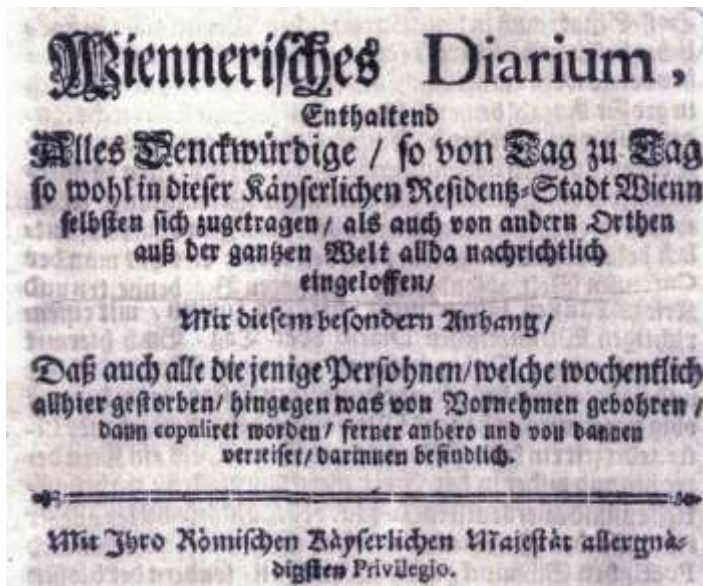 Wiennerisches Diarium,
Enthaltend
Alles Denckwürdige / so von Tag zu Tag
so wohl in dieser Käyserlichen Residentz-Stadt Wienn
selbsten sich zugetragen / als auch von andern Orthen
auß der gantzen Welt allda nachrichtlich
eingeloffen /
Mit diesem besondern Anhang /
Daß auch alle die jenige Persohnen / welche wochentlich
allhier gestorben / hingegen was von Vornehmen gebohren /
dann copuliret worden / ferner anhero und von dannen
verreiset / darinnen befindlich.
Mit Ihro Römischen Käyserlichen Majestät allergnä-
digsten Privilegio.